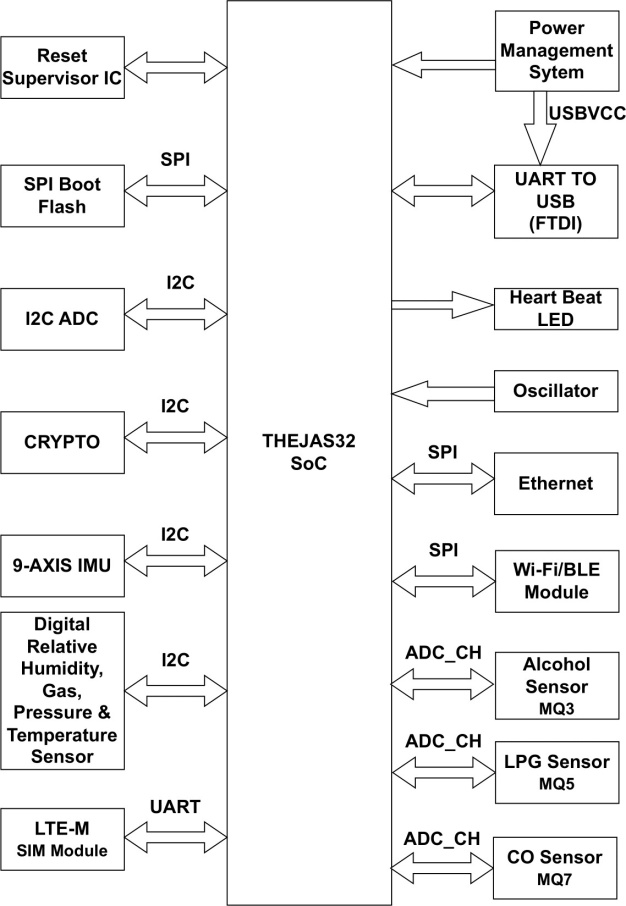 Reset
Supervisor IC
SPI
SPI Boot
Flash
I2C
I2C ADC
I2C
CRYPTO
I2C
9-AXIS IMU
Digital
Relative
Humidity,
Gas,
Pressure &
Temperature
Sensor
I2C
UART
LTE-M
SIM Module
THEJAS32
SoC
Power
Management
Sytem
USBVCC
UART TO
USB
(FTDI)
Heart Beat
LED
Oscillator
SPI
Ethernet
SPI
Wi-Fi/BLE
Module
ADC_CH
Alcohol
Sensor
MQ3
ADC_CH
LPG Sensor
MQ5
ADC_CH
CO Sensor
MQ7